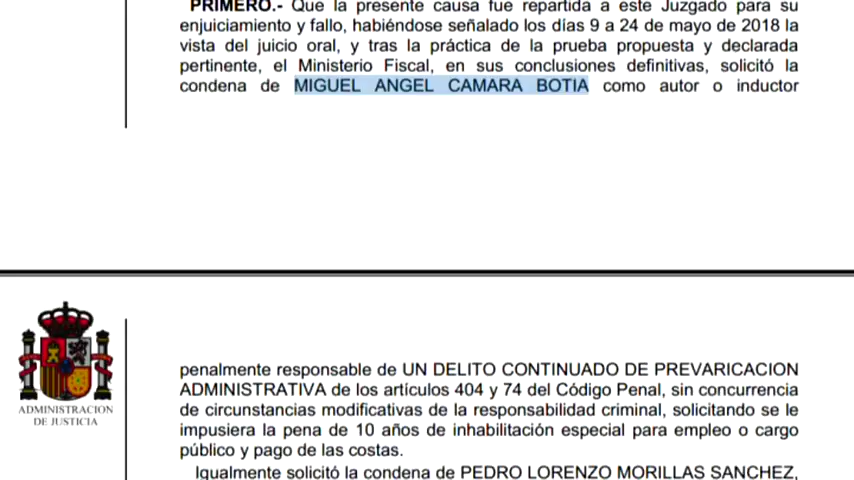 PRIMERO.- Que la presente causa fue repartida a este Juzgado para su
enjuiciamiento y fallo, habiéndose señalado los días 9 a 24 de mayo de 2018 la
vista del juicio oral, y tras la práctica de la prueba propuesta y declarada
pertinente, el Ministerio Fiscal, en sus conclusiones definitivas, solicitó la
condena de MIGUEL ANGEL CAMARA BOTIA como autor o inductor
penalmente responsable de UN DELITO CONTINUADO DE PREVARICACION
ADMINISTRATIVA de los artículos 404 y 74 del Código Penal, sin concurrencia
de circunstancias modificativas de la responsabilidad criminal, solicitando se le
impusiera la pena de 10 años de inhabilitación especial para empleo o cargo
público y pago de las costas.
Igualmente solicitó la condena de PEDRO LORENZO MORILLAS SANCHEZ,
ADMINISTRACION
DE JUSTICIA